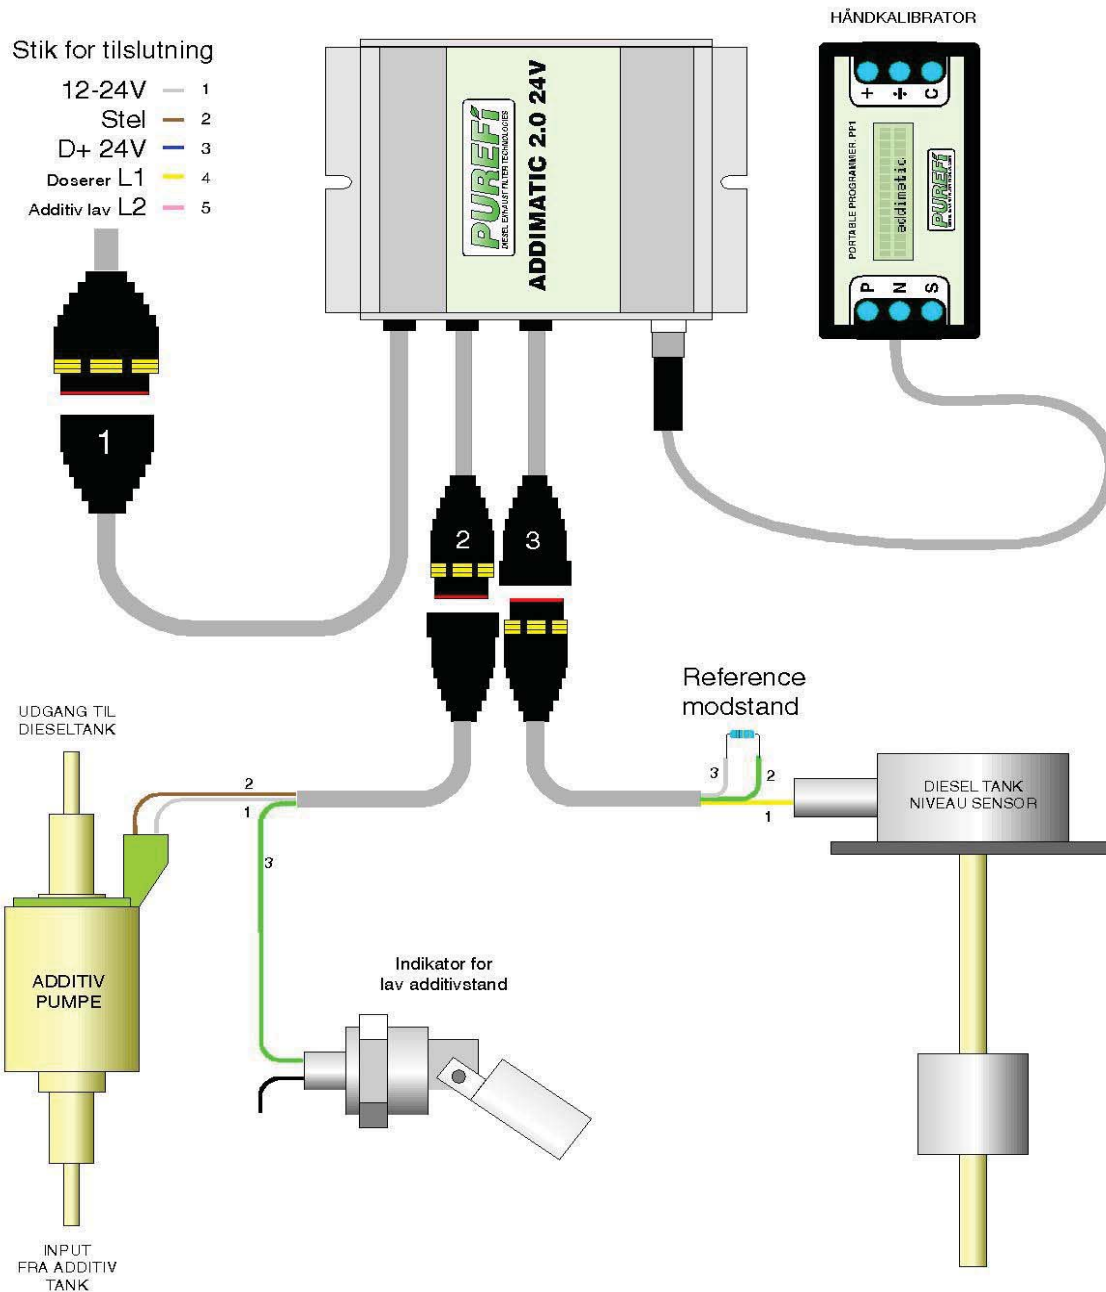 HÅNDKALIBRATOR
Stik for tilslutning
12-24V 1
Stel 2
D+ 24V 3
Doserer L1 4
Additiv lav L2 5
PUREFi
DIESEL EXHAUST FILTER TECHNOLOGIES
ADDIMATIC 2.0 24V
+ ÷ C
PORTABLE PROGRAMMER. PP1
addimatic
PUREFi
P N S
1
2
3
Reference
modstand
UDGANG TIL
DIESELTANK
2
1
3
3
2
1
DIESEL TANK
NIVEAU SENSOR
ADDITIV
PUMPE
Indikator for
lav additivstand
INPUT
FRA ADDITIV
TANK